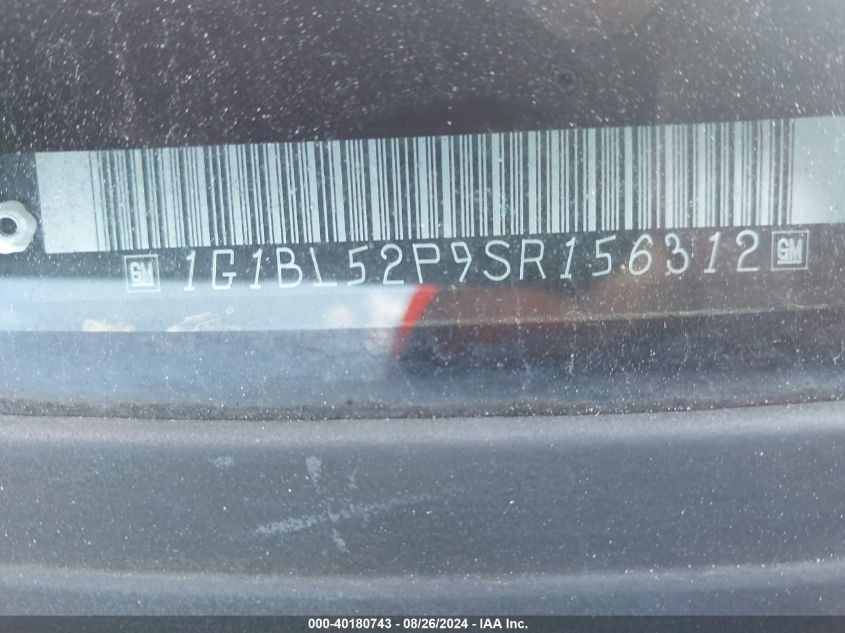 GM 1G1BL52P9SR156312 GM
000-40180743 - 08/26/2024 - IAA Inc.